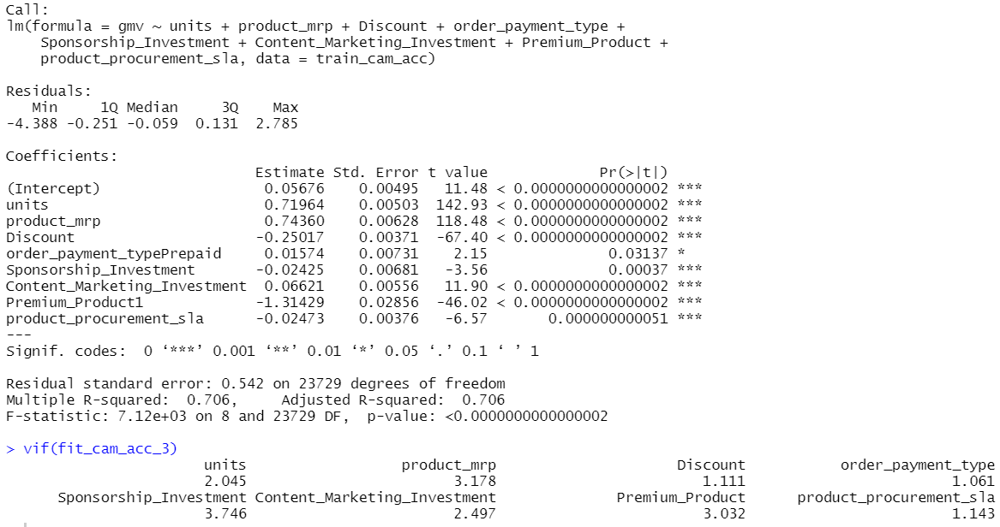 Call:
lm(formula = gmv ~ units + product_mrp + Discount + order_payment_type +
    Sponsorship_Investment + Content_Marketing_Investment + Premium_Product +
    product_procurement_sla, data = train_cam_acc)
Residuals:
   Min     1Q Median     3Q    Max
-4.388 -0.251 -0.059  0.131  2.785
Coefficients:
                             Estimate Std. Error t value             Pr(>|t|)
(Intercept)                   0.05676    0.00495   11.48 < 0.0000000000000002 ***
units                         0.71964    0.00503  142.93 < 0.0000000000000002 ***
product_mrp                   0.74360    0.00628  118.48 < 0.0000000000000002 ***
Discount                     -0.25017    0.00371  -67.40 < 0.0000000000000002 ***
order_payment_typePrepaid     0.01574    0.00731    2.15              0.03137 *
Sponsorship_Investment       -0.02425    0.00681   -3.56              0.00037 ***
Content_Marketing_Investment  0.06621    0.00556   11.90 < 0.0000000000000002 ***
Premium_Product1             -1.31429    0.02856  -46.02 < 0.0000000000000002 ***
product_procurement_sla      -0.02473    0.00376   -6.57       0.000000000051 ***
---
Signif. codes:  0 ‘***’ 0.001 ‘**’ 0.01 ‘*’ 0.05 ‘.’ 0.1 ‘ ’ 1
Residual standard error: 0.542 on 23729 degrees of freedom
Multiple R-squared:  0.706,     Adjusted R-squared:  0.706
F-statistic: 7.12e+03 on 8 and 23729 DF,  p-value: <0.0000000000000002
> vif(fit_cam_acc_3)
                       units                  product_mrp                     Discount           order_payment_type
                       2.045                        3.178                        1.111                        1.061
      Sponsorship_Investment Content_Marketing_Investment              Premium_Product      product_procurement_sla
                       3.746                        2.497                        3.032                        1.143